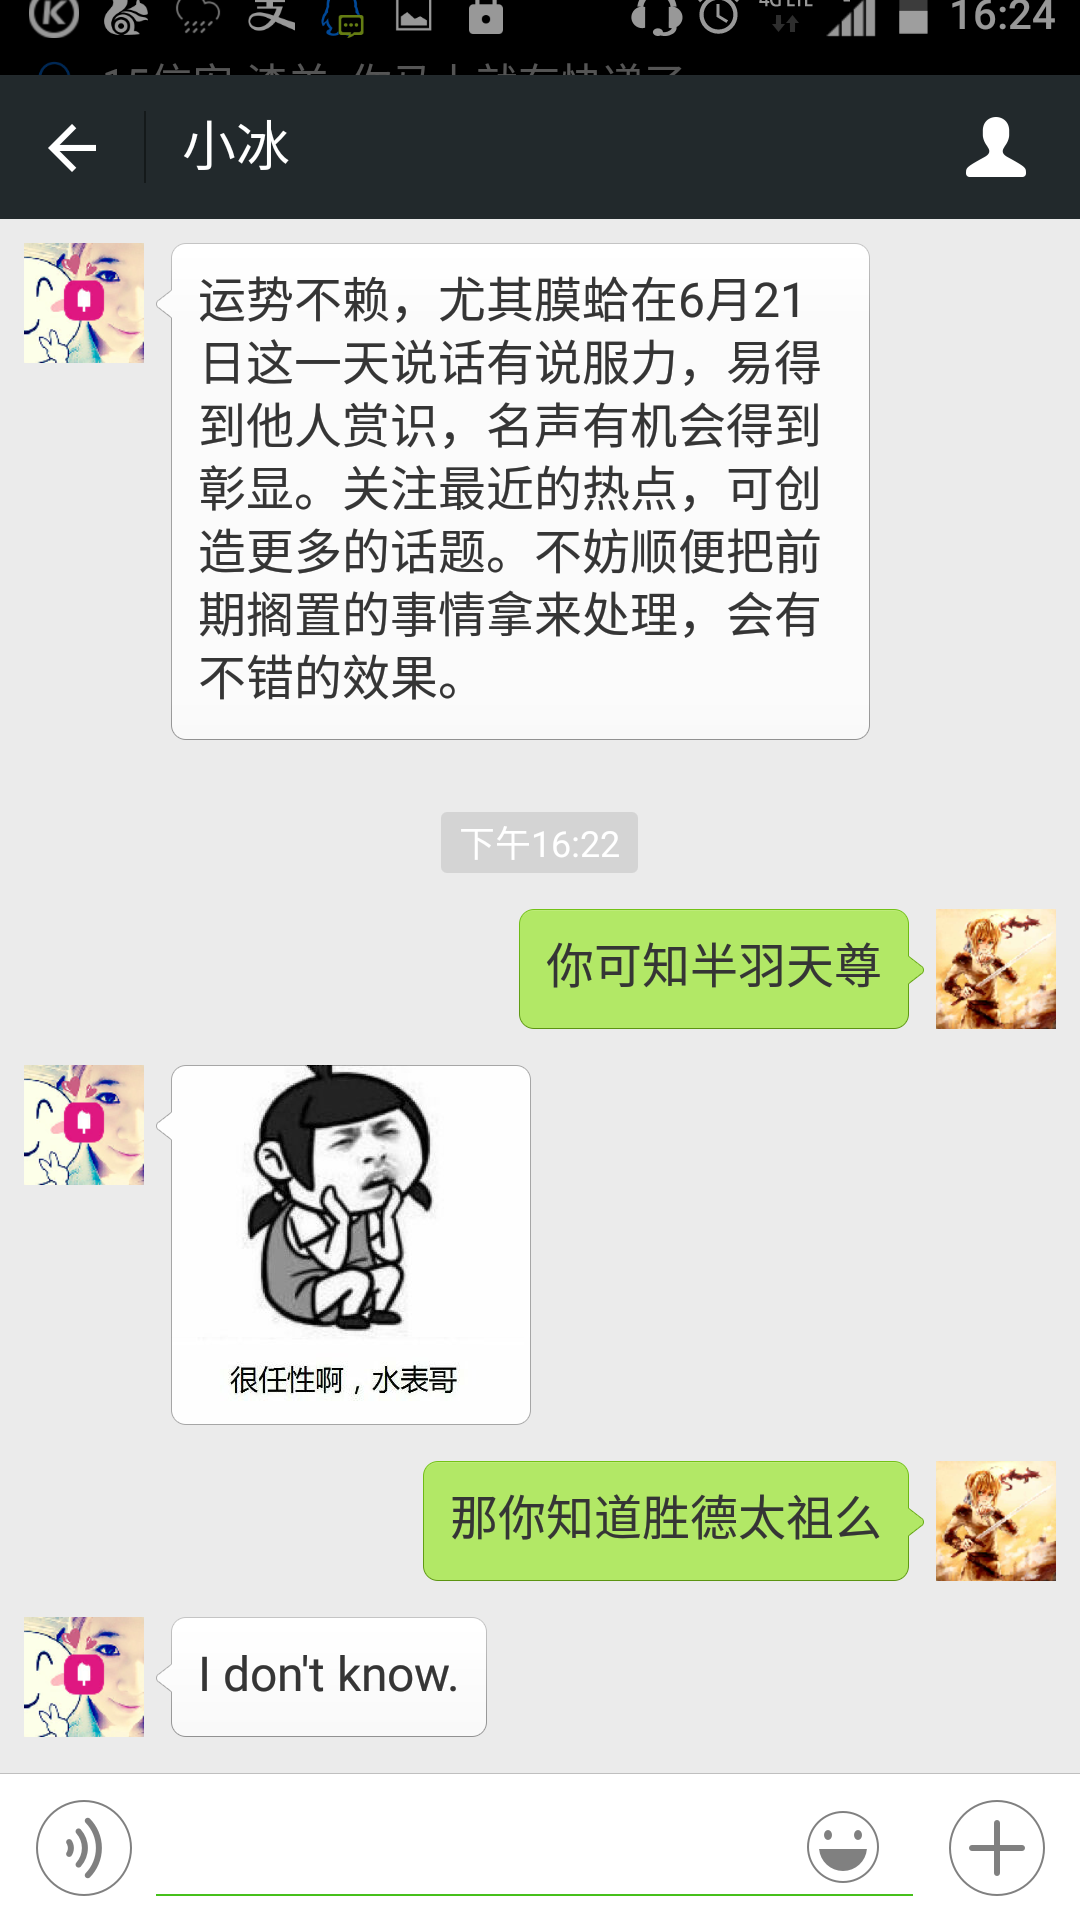 16:24
小冰
运势不赖，尤其膜蛤在6月21
日这一天说话有说服力，易得
到他人赏识，名声有机会得到
彰显。关注最近的热点，可创
造更多的话题。不妨顺便把前
期搁置的事情拿来处理，会有
不错的效果。
下午16:22
你可知半羽天尊
很任性啊，水表哥
那你知道胜德太祖么
I don't know.